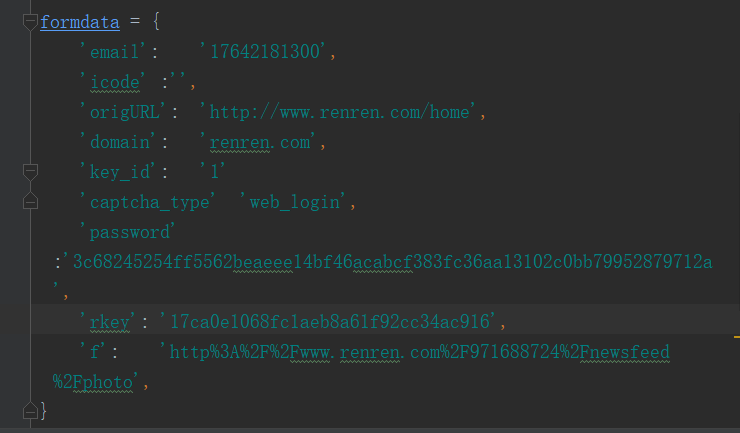 formdata = {
'email': '17642181300',
'icode' :'',
'origURL': 'http://www.renren.com/home',
'domain': 'renren.com',
'key_id': '1'
'captcha_type' 'web_login',
'password'
:'3c68245254ff5562beaeee14bf46acabcf383fc36aa13102c0bb79952879712a
',
'rkey': '17ca0e1068fc1aeb8a61f92cc34ac916',
'f': 'http%3A%2F%2Fwww.renren.com%2F971688724%2Fnewsfeed
%2Fphoto',
}